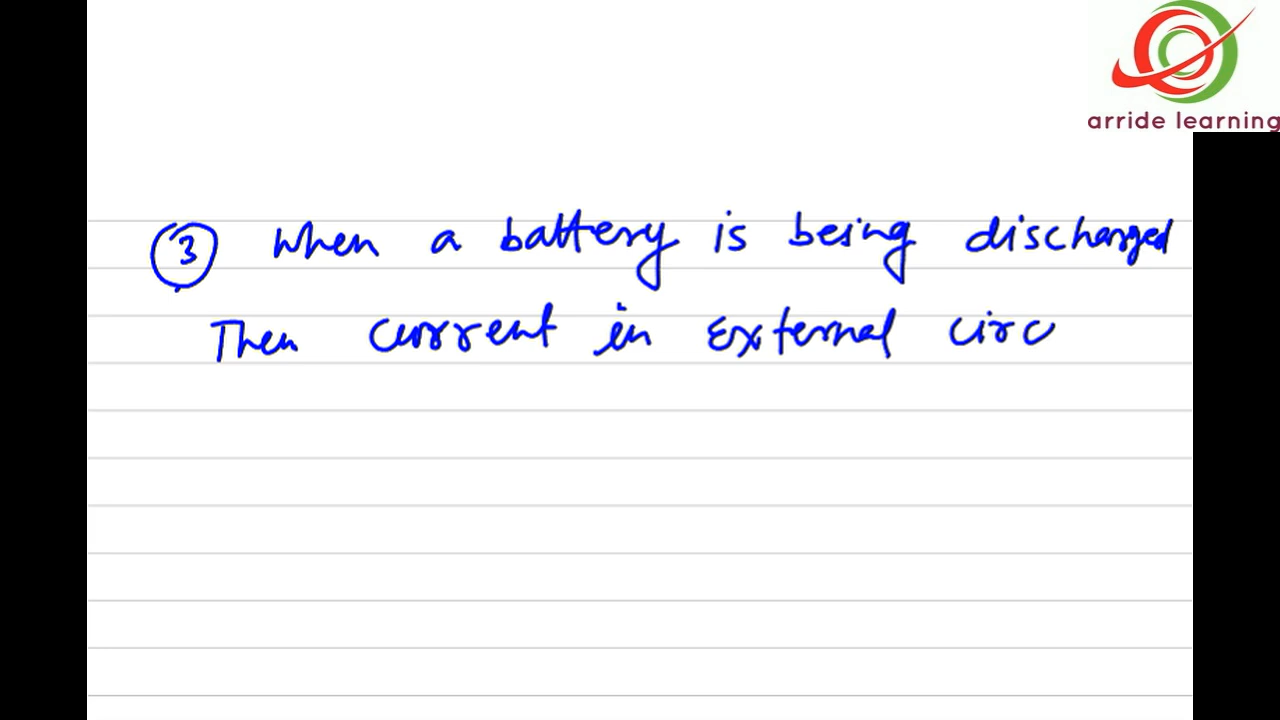 arride learning
③ When a battery is being discharged
Then current in external circ